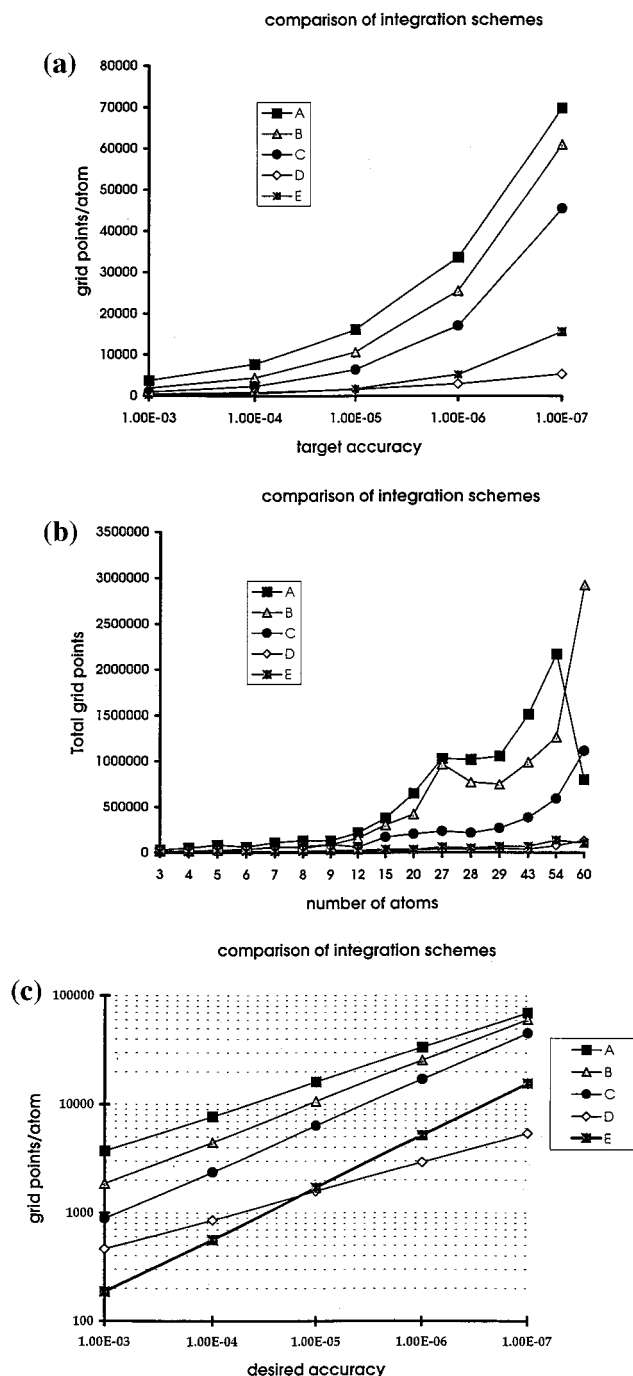 comparison of integration schemes
(a)
80000
70000
60000
50000
40000
30000
20000
10000
0
grid points/atom
A
B
C
D
E
1.00E-03 1.00E-04 1.00E-05 1.00E-06 1.00E-07
target accuracy
comparison of integration schemes
(b)
3500000
3000000
2500000
2000000
1500000
1000000
500000
0
Total grid points
A
B
C
D
E
3 4 5 6 7 8 9 12 15 20 27 28 29 43 54 60
number of atoms
comparison of integration schemes
(c)
100000
10000
1000
100
grid points/atom
A
B
C
D
E
1.00E-03 1.00E-04 1.00E-05 1.00E-06 1.00E-07
desired accuracy